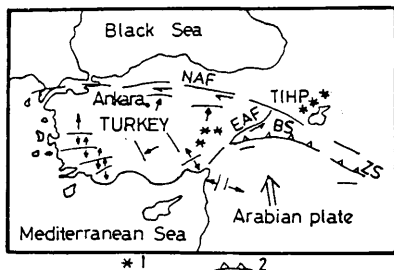 Black Sea
NAF
Ankara
TIHP
TURKEY
EAF
BS
ZS
Arabian plate
Mediterranean Sea
* 1
2